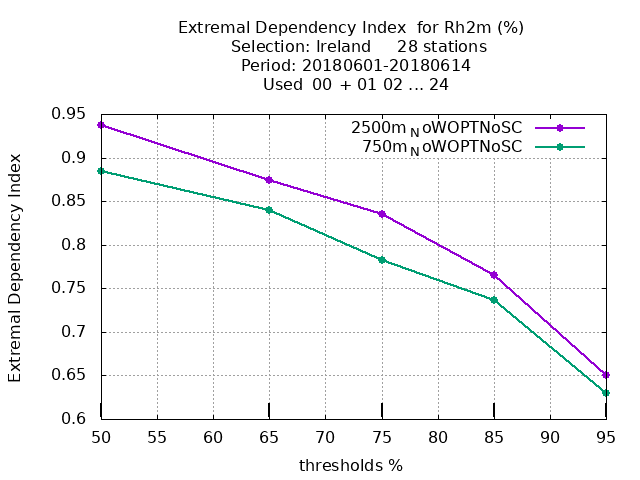 Extremal Dependency Index  for Rh2m (%)
Selection: Ireland     28 stations
Period: 20180601-20180614
Used  00 + 01 02 ... 24
2500m_NoWOPTNoSC
750m_NoWOPTNoSC
Extremal Dependency Index
0.95
0.9
0.85
0.8
0.75
0.7
0.65
0.6
50 55 60 65 70 75 80 85 90 95
thresholds %